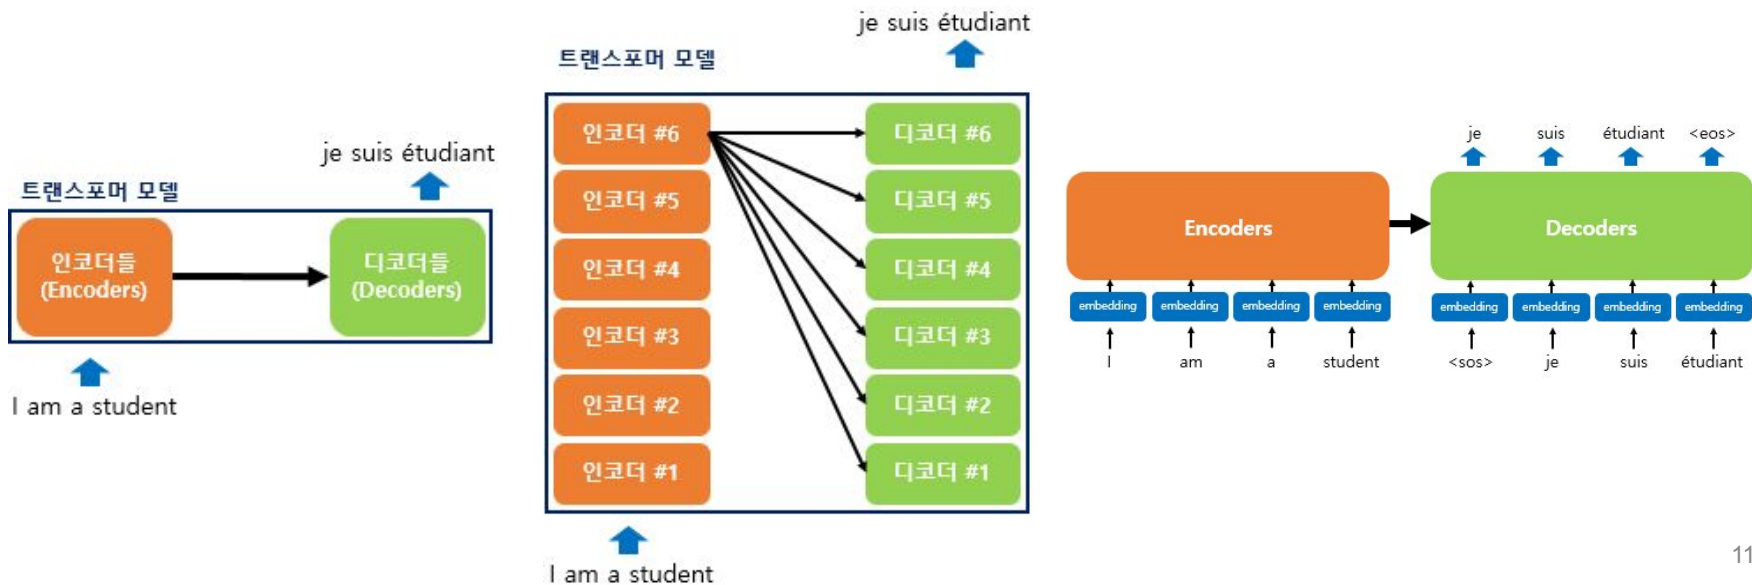 je suis étudiant
트랜스포머 모델
인코더들
(Encoders)
디코더들
(Decoders)
I am a student
je suis étudiant
트랜스포머 모델
인코더 #6
디코더 #6
인코더 #5
디코더 #5
인코더 #4
디코더 #4
인코더 #3
디코더 #3
인코더 #2
디코더 #2
인코더 #1
디코더 #1
I am a student
je suis étudiant <eos>
Encoders
Decoders
embedding embedding embedding embedding
embedding embedding embedding embedding
I am a student
<sos> je suis étudiant
11